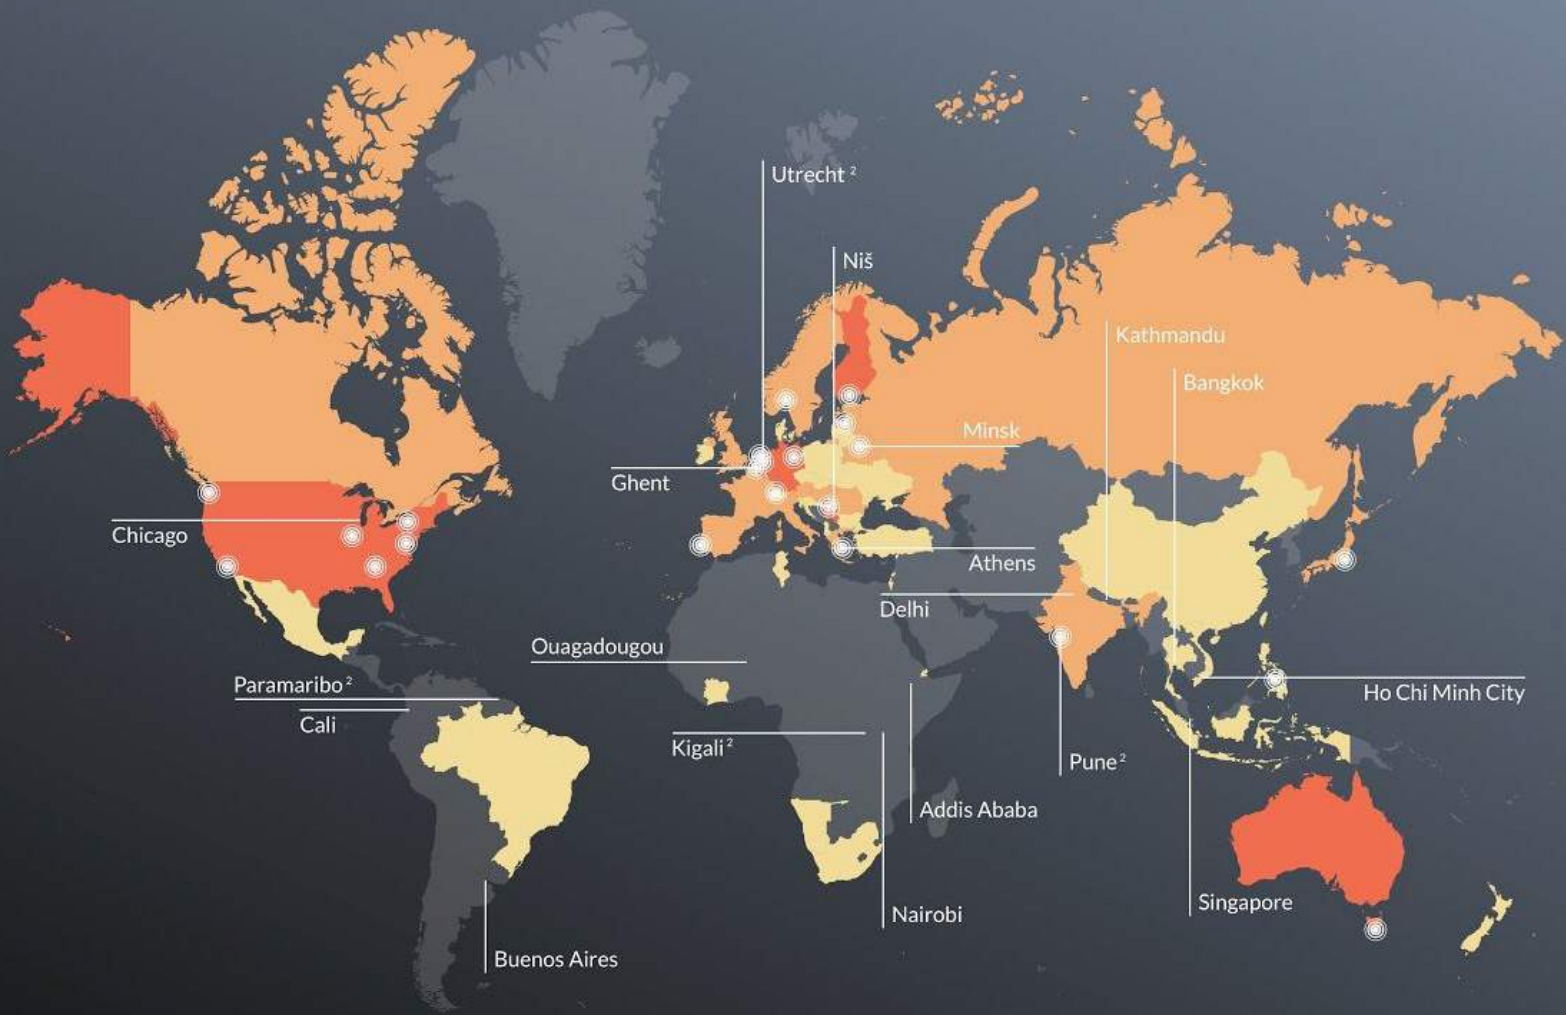 Utrecht ²
Niš
Kathmandu
Bangkok
Minsk
Ghent
Chicago
Athens
Delhi
Ouagadougou
Paramaribo ²
Ho Chi Minh City
Cali
Kigali ²
Pune ²
Addis Ababa
Singapore
Nairobi
Buenos Aires